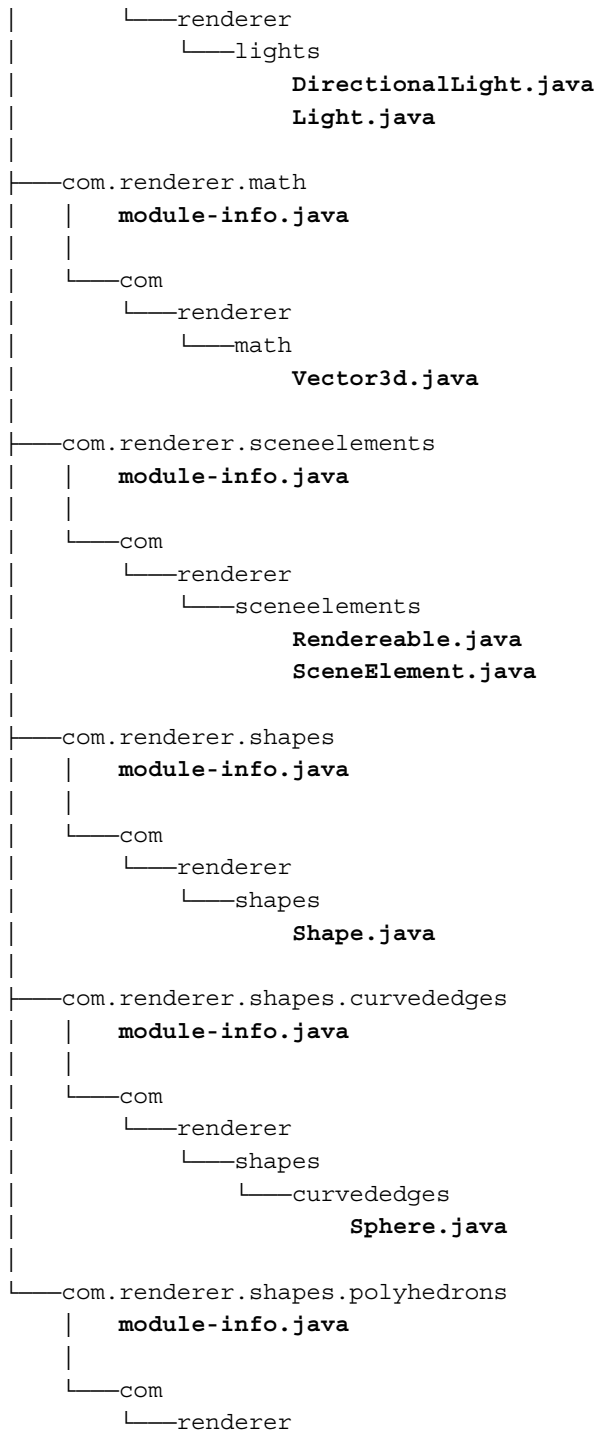 │       └───renderer
│           └───lights
│                   DirectionalLight.java
│                   Light.java
│
├───com.renderer.math
│   │   module-info.java
│   │
│   └───com
│       └───renderer
│           └───math
│                   Vector3d.java
│
├───com.renderer.sceneelements
│   │   module-info.java
│   │
│   └───com
│       └───renderer
│           └───sceneelements
│                   Rendereable.java
│                   SceneElement.java
│
├───com.renderer.shapes
│   │   module-info.java
│   │
│   └───com
│       └───renderer
│           └───shapes
│                   Shape.java
│
├───com.renderer.shapes.curvededges
│   │   module-info.java
│   │
│   └───com
│       └───renderer
│           └───shapes
│               └───curvededges
│                       Sphere.java
│
└───com.renderer.shapes.polyhedrons
    │   module-info.java
    │
    └───com
        └───renderer